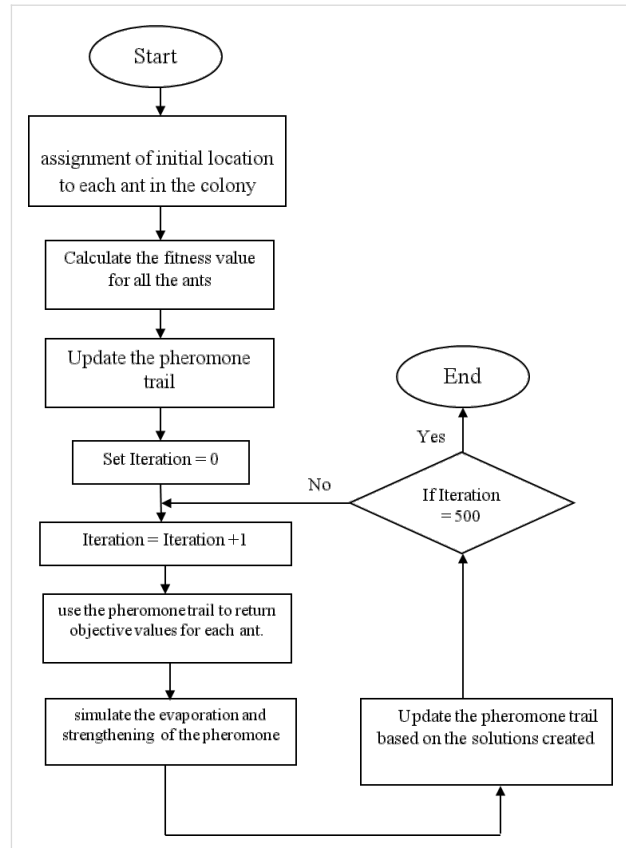 Start
assignment of initial location
to each ant in the colony
Calculate the fitness value
for all the ants
Update the pheromone
trail
Set Iteration = 0
Iteration = Iteration +1
use the pheromone trail to return
objective values for each ant.
simulate the evaporation and
strengthening of the pheromone
Update the pheromone trail
based on the solutions created
If Iteration
=500
No
Yes
End